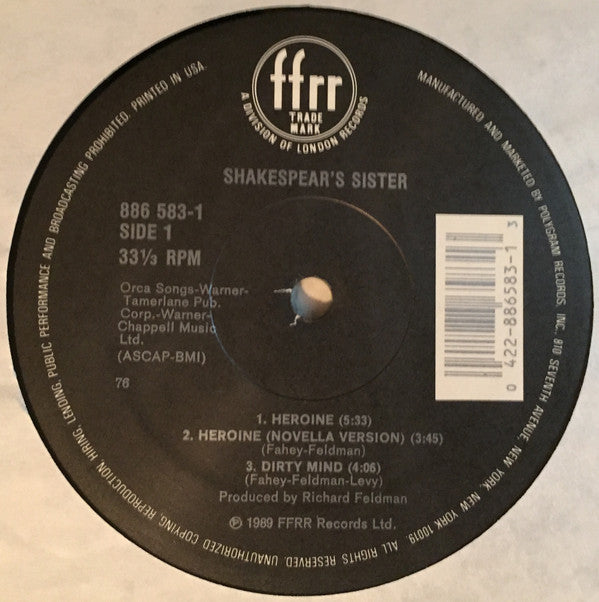 ffrr
TRADE
MARK
A DIVISION OF LONDON RECORDS
MANUFACTURED AND MARKETED BY POLYGRAM RECORDS, INC. 810 SEVENTH AVENUE, NEW YORK, NEW YORK 10019. ALL RIGHTS RESERVED. UNAUTHORIZED COPYING, REPRODUCTION, HIRING, LENDING, PUBLIC PERFORMANCE AND BROADCASTING PROHIBITED. PRINTED IN USA.
SHAKESPEAR'S SISTER
886 583-1
SIDE 1
33⅓ RPM
Orca Songs-Warner-
Tamerlane Pub.
Corp.-Warner-
Chappell Music
Ltd.
(ASCAP-BMI)
76
0 422-886583-1 3
1. HEROINE (5:33)
2. HEROINE (NOVELLA VERSION) (3:45)
(Fahey-Feldman)
3. DIRTY MIND (4:06)
(Fahey-Feldman-Levy)
Produced by Richard Feldman
℗ 1989 FFRR Records Ltd.